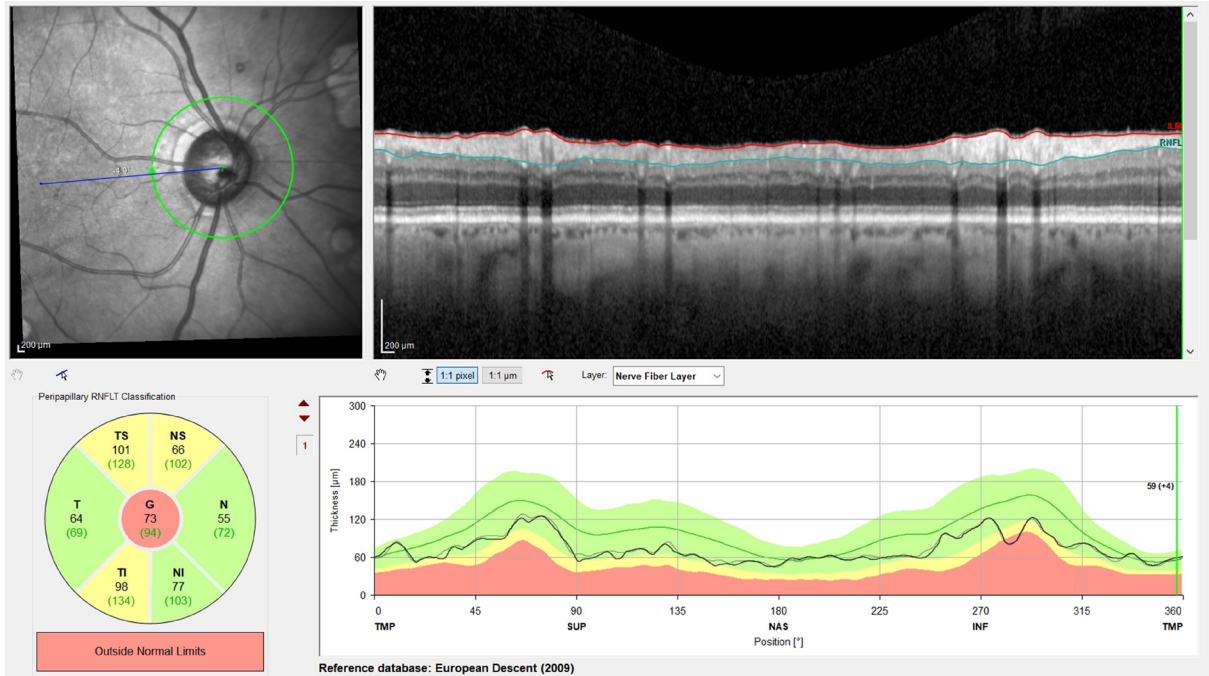 -4.0°
200 µm
ILM
RNFL
200 µm
1:1 pixel
1:1 µm
Layer:
Nerve Fiber Layer
Peripapillary RNFLT Classification
TS
101
(128)
NS
66
(102)
T
64
(69)
G
73
(94)
N
55
(72)
TI
98
(134)
NI
77
(103)
Outside Normal Limits
1
Thickness [µm]
300
240
180
120
60
0
59 (+4)
0 45 90 135 180 225 270 315 360
TMP SUP NAS INF TMP
Position [°]
Reference database: European Descent (2009)